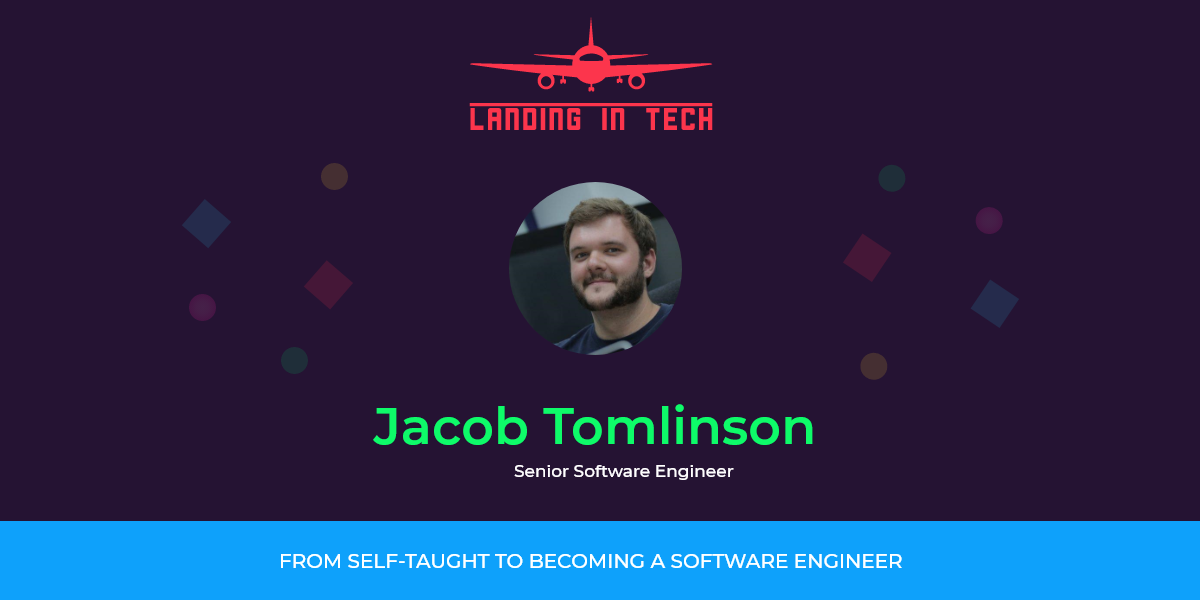 LANDING IN TECH
Jacob Tomlinson
Senior Software Engineer
FROM SELF-TAUGHT TO BECOMING A SOFTWARE ENGINEER